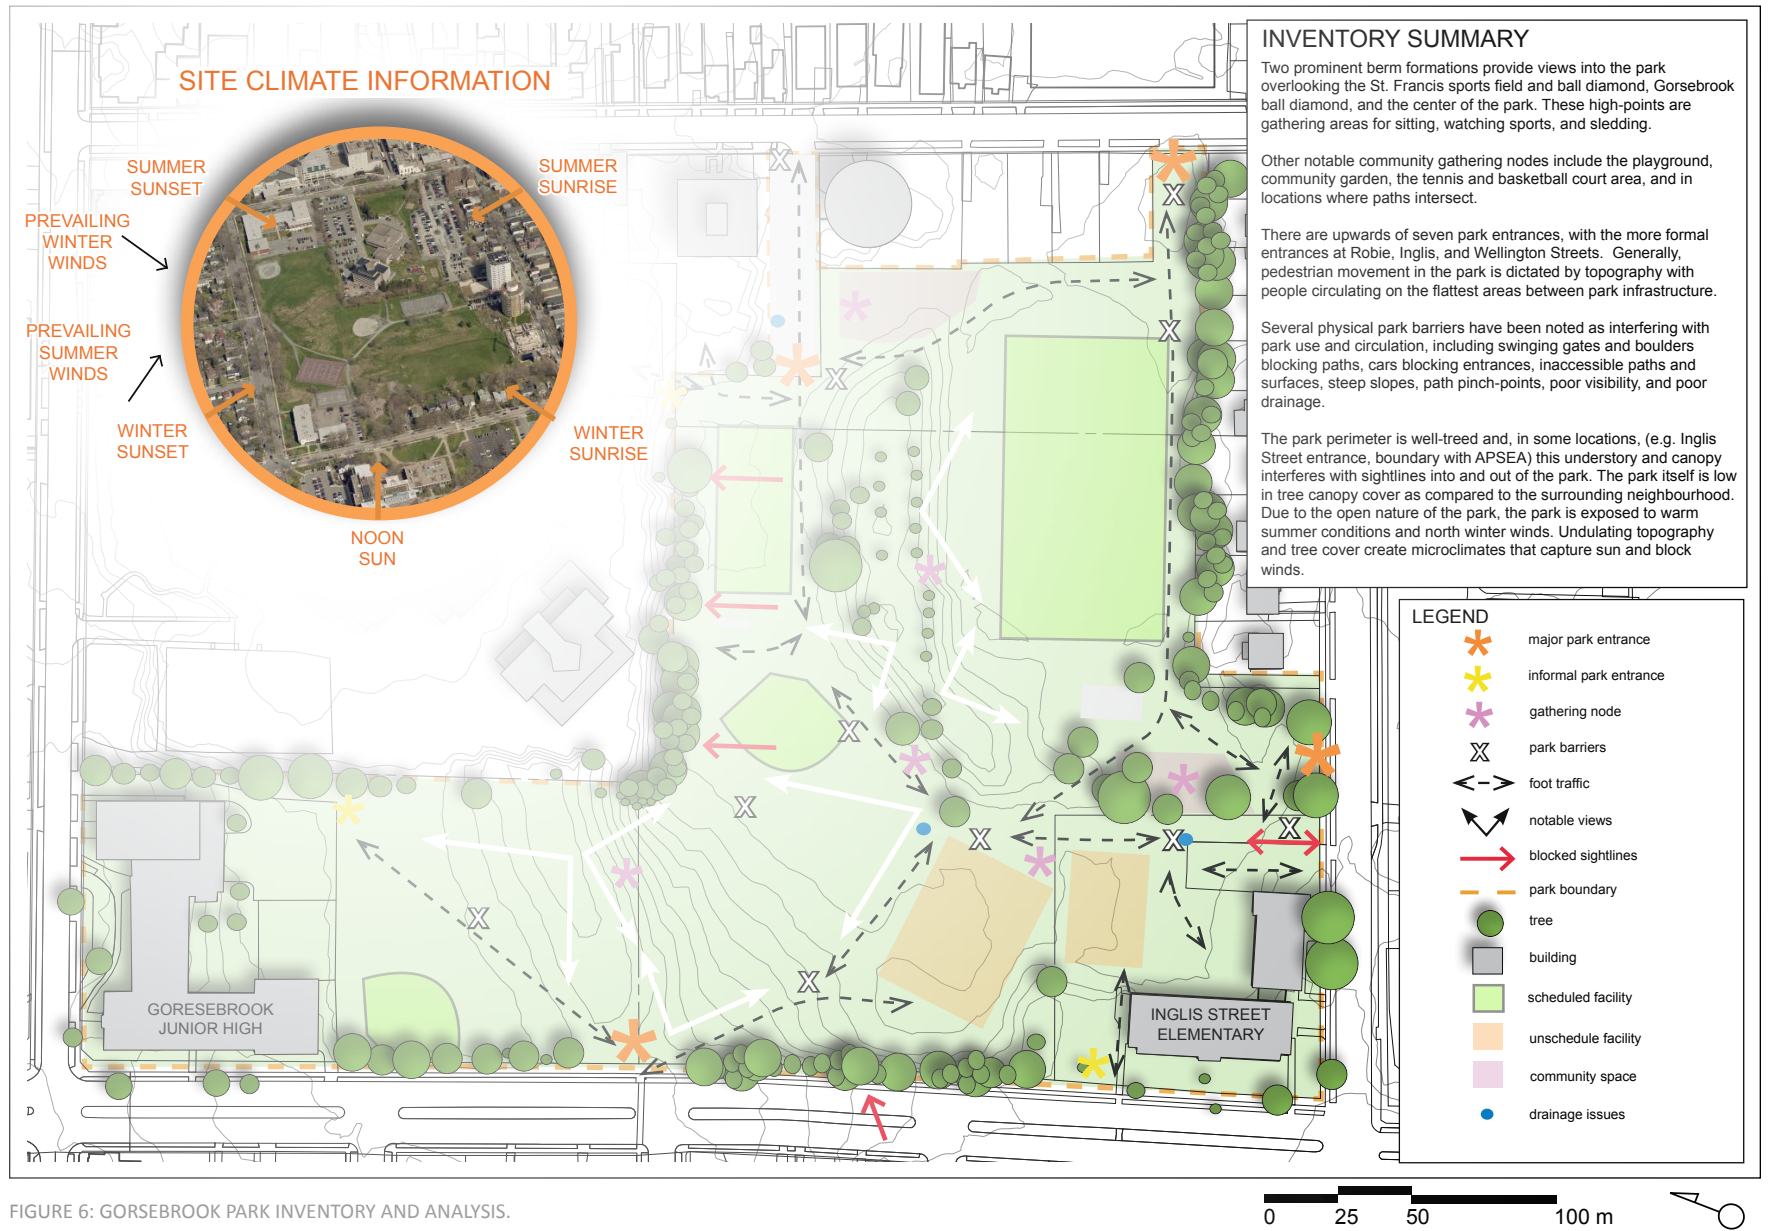 SITE CLIMATE INFORMATION
SUMMER
SUNSET
SUMMER
SUNRISE
PREVAILING
WINTER
WINDS
PREVAILING
SUMMER
WINDS
WINTER
SUNSET
WINTER
SUNRISE
NOON
SUN
INVENTORY SUMMARY
Two prominent berm formations provide views into the park
overlooking the St. Francis sports field and ball diamond, Gorsebrook
ball diamond, and the center of the park. These high-points are
gathering areas for sitting, watching sports, and sledding.
Other notable community gathering nodes include the playground,
community garden, the tennis and basketball court area, and in
locations where paths intersect.
There are upwards of seven park entrances, with the more formal
entrances at Robie, Inglis, and Wellington Streets. Generally,
pedestrian movement in the park is dictated by topography with
people circulating on the flattest areas between park infrastructure.
Several physical park barriers have been noted as interfering with
park use and circulation, including swinging gates and boulders
blocking paths, cars blocking entrances, inaccessible paths and
surfaces, steep slopes, path pinch-points, poor visibility, and poor
drainage.
The park perimeter is well-treed and, in some locations, (e.g. Inglis
Street entrance, boundary with APSEA) this understory and canopy
interferes with sightlines into and out of the park. The park itself is low
in tree canopy cover as compared to the surrounding neighbourhood.
Due to the open nature of the park, the park is exposed to warm
summer conditions and north winter winds. Undulating topography
and tree cover create microclimates that capture sun and block
winds.
LEGEND
major park entrance
informal park entrance
gathering node
X park barriers
foot traffic
notable views
blocked sightlines
park boundary
tree
building
scheduled facility
unschedule facility
community space
drainage issues
X
X
X
X
X
X
X
X
X
X
X
GORESEBROOK
JUNIOR HIGH
INGLIS STREET
ELEMENTARY
FIGURE 6: GORSEBROOK PARK INVENTORY AND ANALYSIS.
0 25 50 100 m